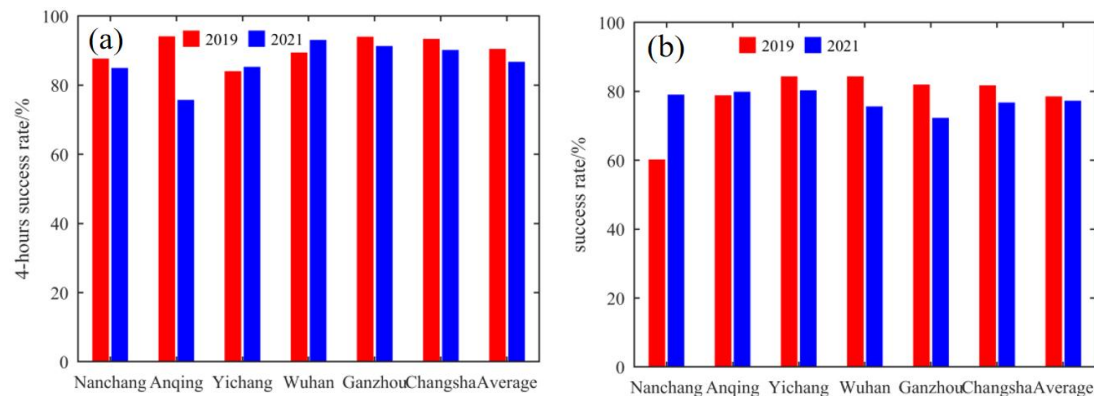 (a)
2019 2021
4-hours success rate/%
100
80
60
40
20
0
Nanchang Anqing Yichang Wuhan Ganzhou Changsha Average
(b)
2019 2021
success rate/%
100
80
60
40
20
0
Nanchang Anqing Yichang Wuhan Ganzhou Changsha Average